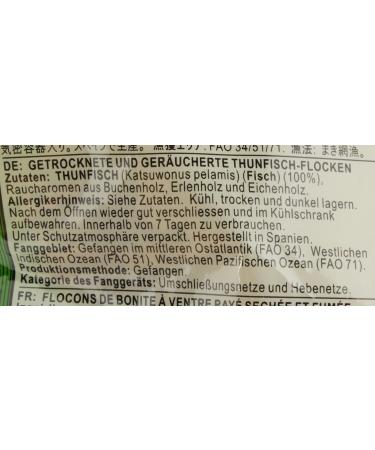 気密容器入り。スペインで生産。 漁獲エリア: FAO 34/51/71. 漁法: まき網漁。
DE: GETROCKNETE UND GERÄUCHERTE THUNFISCH-FLOCKEN
Zutaten: THUNFISCH (Katsuwonus pelamis) (Fisch) (100%),
Raucharomen aus Buchenholz, Erlenholz und Eichenholz.
Allergikerhinweis: Siehe Zutaten. Kühl, trocken und dunkel lagern.
Nach dem Öffnen wieder gut verschliessen und im Kühlschrank
aufbewahren. Innerhalb von 7 Tagen zu verbrauchen.
Unter Schutzatmosphäre verpackt. Hergestellt in Spanien.
Fanggebiet: Gefangen im Mittleren Ostatlantik (FAO 34), Westlichen
Indischen Ozean (FAO 51), Westlichen Pazifischen Ozean (FAO 71).
Produktionsmethode: Gefangen.
Kategorie des Fanggeräts: Umschließungsnetze und Hebenetze.
FR: FLOCONS DE BONITE À VENTRE RAYÉ SÉCHÉE ET FUMÉE